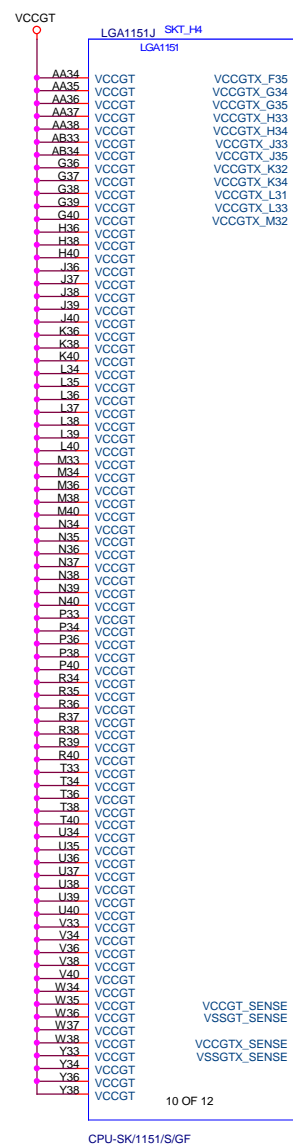 VCCGT
LGA1151J SKT_H4
LGA1151
AA34 VCCGT VCCGTX_F35
AA35 VCCGT VCCGTX_G34
AA36 VCCGT VCCGTX_G35
AA37 VCCGT VCCGTX_H33
AA38 VCCGT VCCGTX_H34
AB33 VCCGT VCCGTX_J33
AB34 VCCGT VCCGTX_J35
G36 VCCGT VCCGTX_K32
G37 VCCGT VCCGTX_K34
G38 VCCGT VCCGTX_L31
G39 VCCGT VCCGTX_L33
G40 VCCGT VCCGTX_M32
H36 VCCGT
H38 VCCGT
H40 VCCGT
J36 VCCGT
J37 VCCGT
J38 VCCGT
J39 VCCGT
J40 VCCGT
K36 VCCGT
K38 VCCGT
K40 VCCGT
L34 VCCGT
L35 VCCGT
L36 VCCGT
L37 VCCGT
L38 VCCGT
L39 VCCGT
L40 VCCGT
M33 VCCGT
M34 VCCGT
M36 VCCGT
M38 VCCGT
M40 VCCGT
N34 VCCGT
N35 VCCGT
N36 VCCGT
N37 VCCGT
N38 VCCGT
N39 VCCGT
N40 VCCGT
P33 VCCGT
P34 VCCGT
P36 VCCGT
P38 VCCGT
P40 VCCGT
R34 VCCGT
R35 VCCGT
R36 VCCGT
R37 VCCGT
R38 VCCGT
R39 VCCGT
R40 VCCGT
T33 VCCGT
T34 VCCGT
T36 VCCGT
T38 VCCGT
T40 VCCGT
U34 VCCGT
U35 VCCGT
U36 VCCGT
U37 VCCGT
U38 VCCGT
U39 VCCGT
U40 VCCGT
V33 VCCGT
V34 VCCGT
V36 VCCGT
V38 VCCGT
V40 VCCGT
W34 VCCGT
W35 VCCGT VCCGT_SENSE
W36 VCCGT VSSGT_SENSE
W37 VCCGT
W38 VCCGT VCCGTX_SENSE
Y33 VCCGT VSSGTX_SENSE
Y34 VCCGT
Y36 VCCGT
Y38 VCCGT 10 OF 12
CPU-SK/1151/S/GF